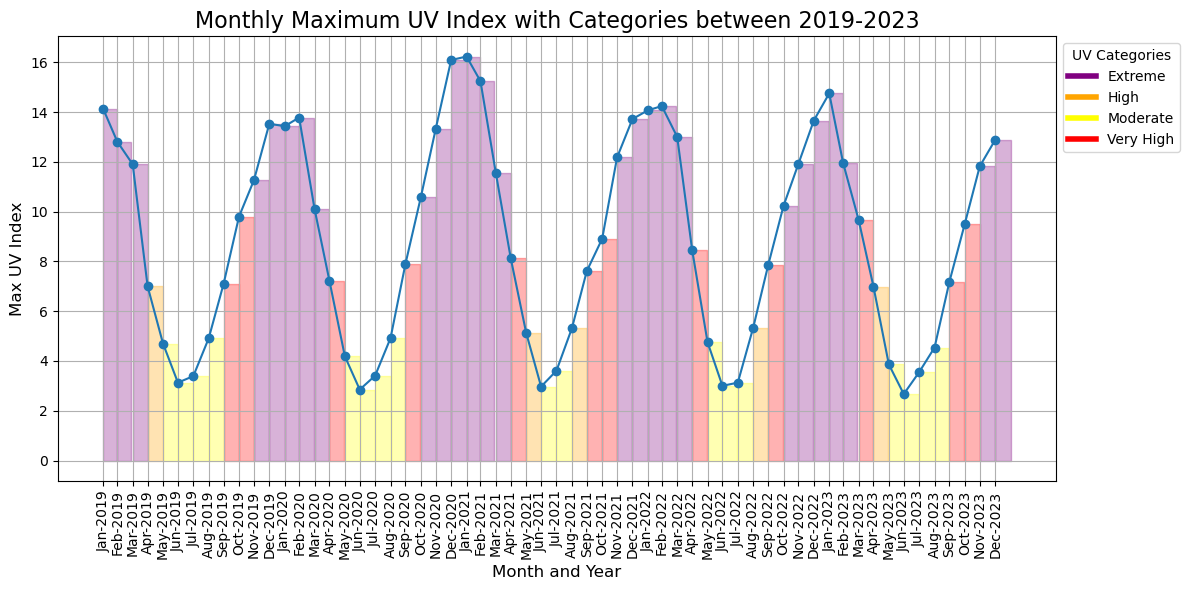 Monthly Maximum UV Index with Categories between 2019-2023
Max UV Index
16
14
12
10
8
6
4
2
0
UV Categories
Extreme
High
Moderate
Very High
Jan-2019
Feb-2019
Mar-2019
Apr-2019
May-2019
Jun-2019
Jul-2019
Aug-2019
Sep-2019
Oct-2019
Nov-2019
Dec-2019
Jan-2020
Feb-2020
Mar-2020
Apr-2020
May-2020
Jun-2020
Jul-2020
Aug-2020
Sep-2020
Oct-2020
Nov-2020
Dec-2020
Jan-2021
Feb-2021
Mar-2021
Apr-2021
May-2021
Jun-2021
Jul-2021
Aug-2021
Sep-2021
Oct-2021
Nov-2021
Dec-2021
Jan-2022
Feb-2022
Mar-2022
Apr-2022
May-2022
Jun-2022
Jul-2022
Aug-2022
Sep-2022
Oct-2022
Nov-2022
Dec-2022
Jan-2023
Feb-2023
Mar-2023
Apr-2023
May-2023
Jun-2023
Jul-2023
Aug-2023
Sep-2023
Oct-2023
Nov-2023
Dec-2023
Month and Year